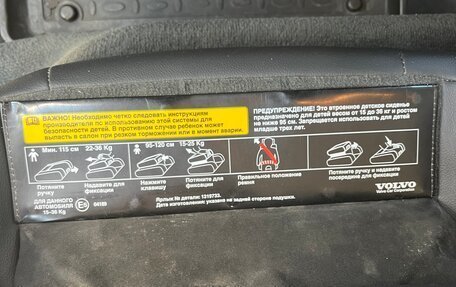 ВАЖНО! Необходимо четко следовать инструкциям
производителя по использованию этой системы для
безопасности детей. В противном случае ребенок может
выпасть в салон при резком торможении или в момент аварии.
ПРЕДУПРЕЖДЕНИЕ! Это втроенное детское сиденье
предназначено для детей весом от 15 до 36 кг и ростом
не ниже 95 см. Запрещается использовать для детей
младше трех лет.
Мин. 115 см 22-36 Kg
95-120 см 15-25 Kg
Потяните
ручку
Надавите для
фиксации
Нажмите
клавишу
Потяните для
фиксации
Правильное положение
ремня
Потяните ручку и надавите
посередине для фиксации
ДЛЯ ДАННОГО
АВТОМОБИЛЯ
15-36 Kg
E5
04189
Ярлык № детали: 1319733.
Дата изготовления: указано на задней стороне подушки.
VOLVO
Volvo Car Corporation